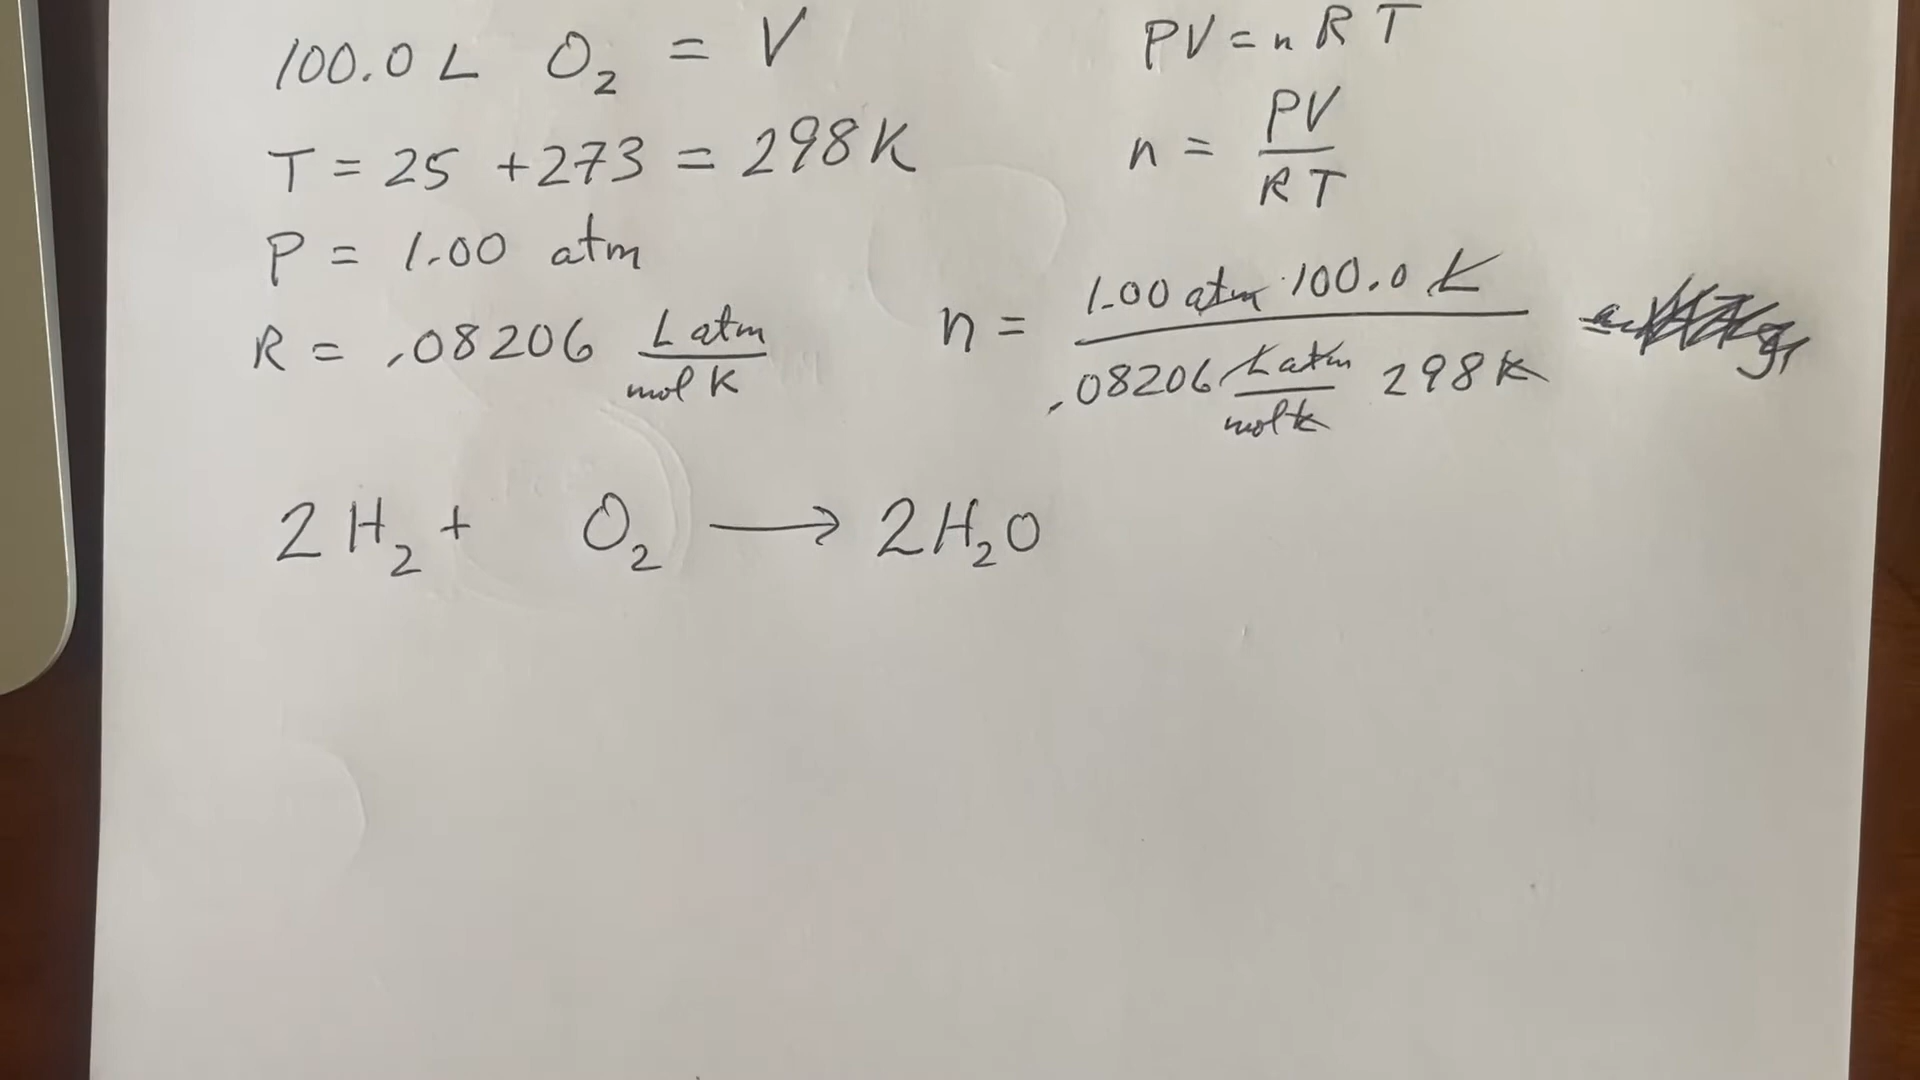 100.0 L O₂ = V
T = 25 + 273 = 298 K
P = 1.00 atm
R = .08206 L atm / mol K
PV = n R T
n = PV / RT
n = 1.00 atm · 100.0 L / .08206 L atm / mol K 298 K
2 H₂ + O₂ → 2 H₂O